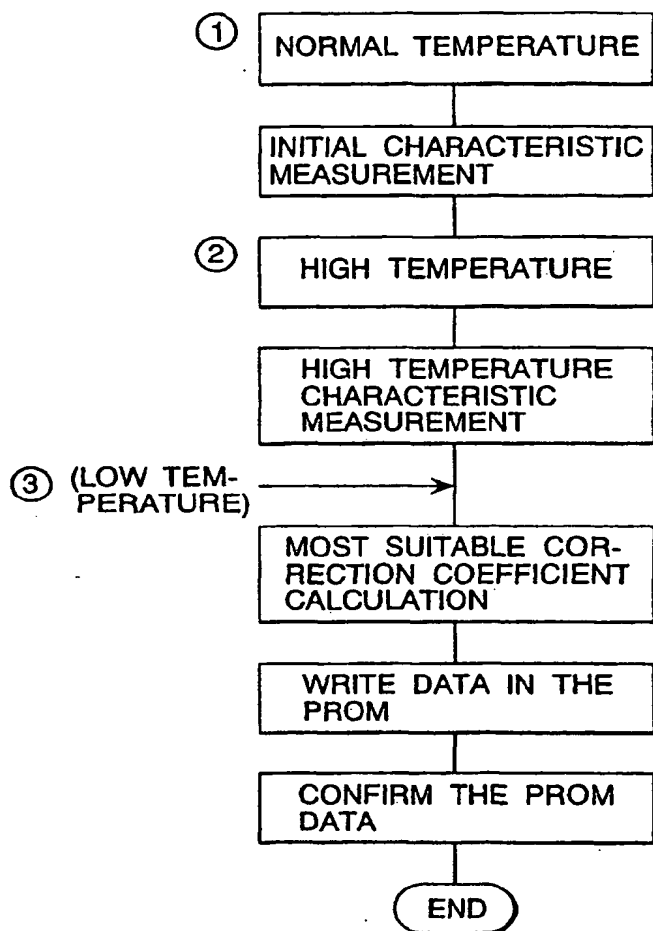 ① NORMAL TEMPERATURE
INITIAL CHARACTERISTIC
MEASUREMENT
② HIGH TEMPERATURE
HIGH TEMPERATURE
CHARACTERISTIC
MEASUREMENT
③ (LOW TEM-
PERATURE)
MOST SUITABLE COR-
RECTION COEFFICIENT
CALCULATION
WRITE DATA IN THE
PROM
CONFIRM THE PROM
DATA
END